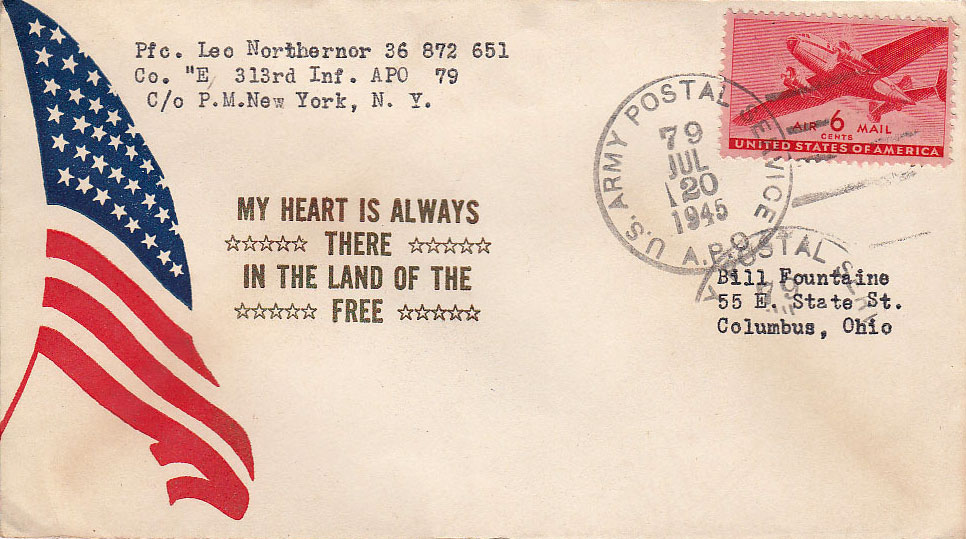 Pfc. Leo Northernor 36 872 651
Co. "E 313rd Inf. APO 79
C/o P.M.New York, N. Y.
AIR 6 MAIL
CENTS
UNITED STATES OF AMERICA
U.S. ARMY POSTAL SERVICE A.P.O.
79
JUL
20
1945
MY HEART IS ALWAYS
☆☆☆☆☆ THERE ☆☆☆☆☆
IN THE LAND OF THE
☆☆☆☆☆ FREE ☆☆☆☆☆
POSTAL
79
Bill Fountaine
55 E. State St.
Columbus, Ohio